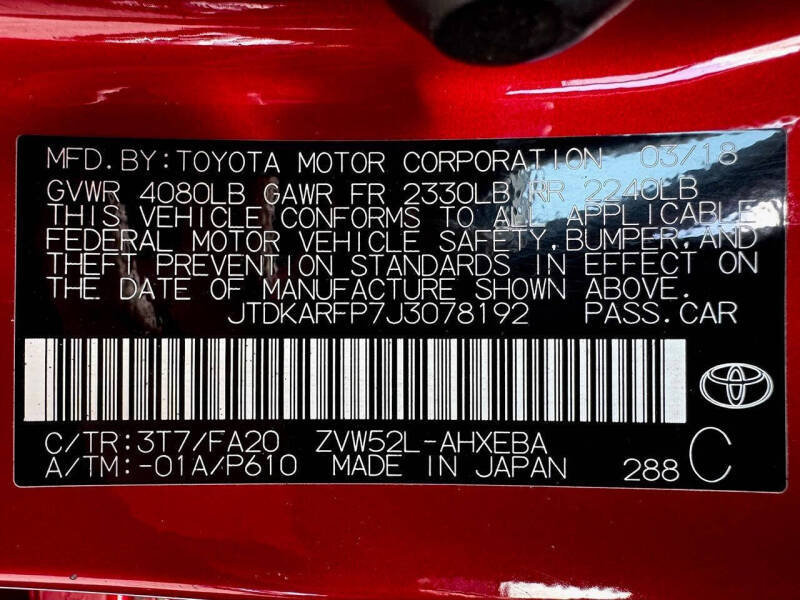 MFD.BY:TOYOTA MOTOR CORPORATION 03/18
GVWR 4080LB GAWR FR 2330LB RR 2240LB
THIS VEHICLE CONFORMS TO ALL APPLICABLE
FEDERAL MOTOR VEHICLE SAFETY, BUMPER, AND
THEFT PREVENTION STANDARDS IN EFFECT ON
THE DATE OF MANUFACTURE SHOWN ABOVE.
JTDKARFP7J3078192 PASS.CAR
C/TR:3T7/FA20 ZVW52L-AHXEBA
A/TM:-01A/P610 MADE IN JAPAN 288 C